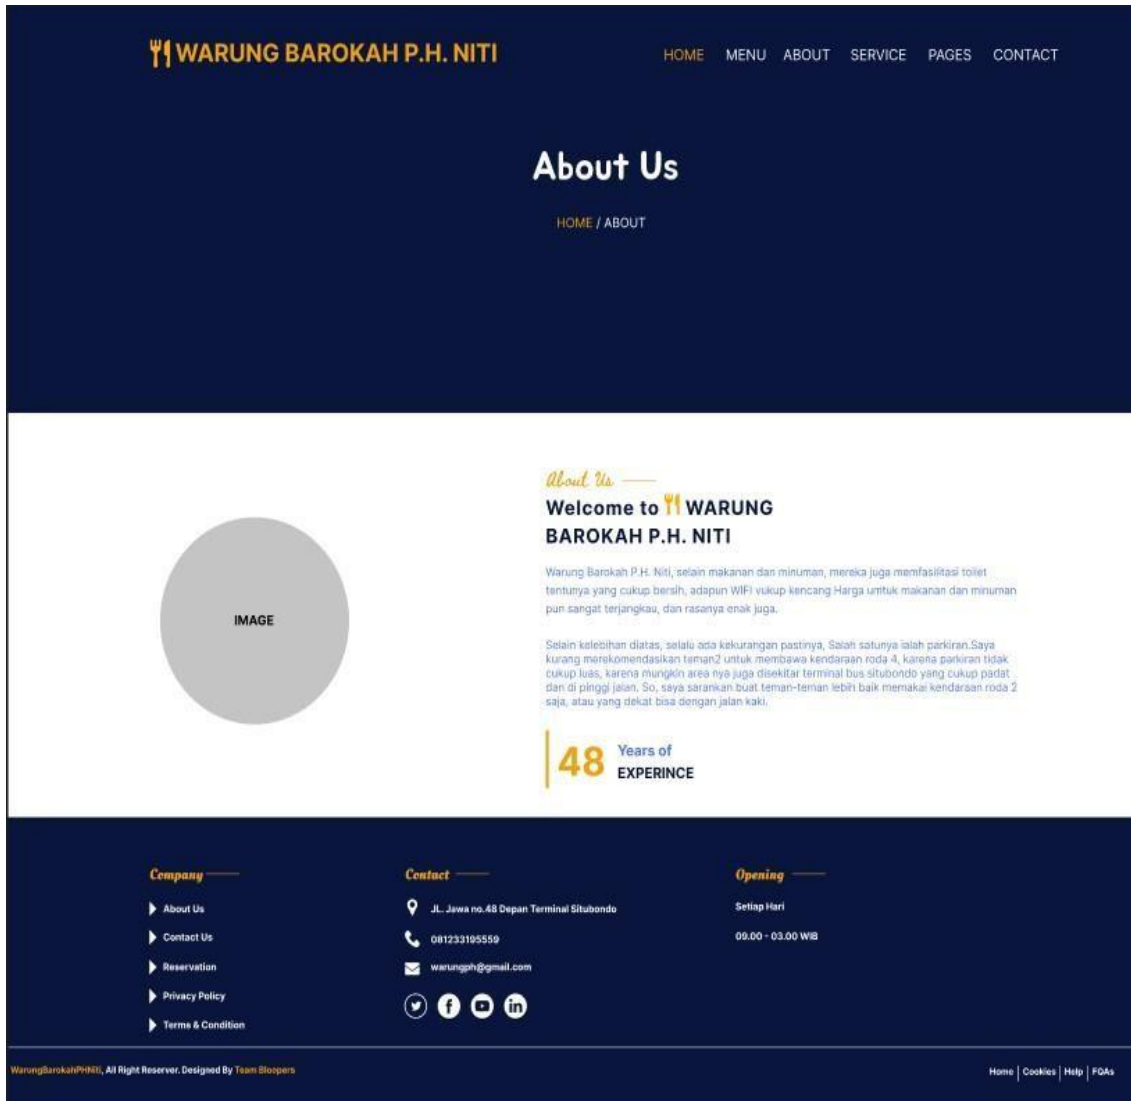 WARUNG BAROKAH P.H. NITI
HOME MENU ABOUT SERVICE PAGES CONTACT
About Us
HOME / ABOUT
IMAGE
About Us
Welcome to WARUNG
BAROKAH P.H. NITI
Warung Barokah P.H. Niti, selain makanan dan minuman, mereka juga memfasilitasi toilet
tentunya yang cukup bersih, adapun WIFI vukup kencang Harga umtuk makanan dan minuman
pun sangat terjangkau, dan rasanya enak juga.
Selain kelebihan diatas, selalu ada kekurangan pastinya, Salah satunya ialah parkiran.Saya
kurang merekomendasikan teman2 untuk membawa kendaraan roda 4, karena parkiran tidak
cukup luas, karena mungkin area nya juga disekitar terminal bus situbondo yang cukup padat
dan di pinggi jalan. So, saya sarankan buat teman-teman lebih baik memakai kendaraan roda 2
saja, atau yang dekat bisa dengan jalan kaki.
48 Years of
EXPERINCE
Company
About Us
Contact Us
Reservation
Privacy Policy
Terms & Condition
Contact
JL. Jawa no.48 Depan Terminal Situbondo
081233195559
warungph@gmail.com
Opening
Setiap Hari
09.00 - 03.00 WIB
WarungBarokahPHNiti, All Right Reserver. Designed By Team Bloopers
Home | Cookies | Help | FQAs